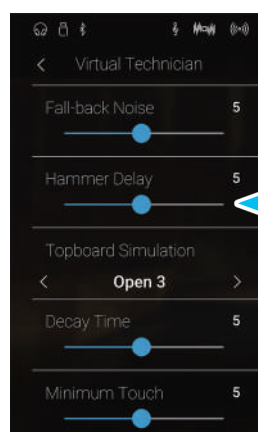 Virtual Technician
Fall-back Noise 5
Hammer Delay 5
Topboard Simulation
< Open 3 >
Decay Time 5
Minimum Touch 5